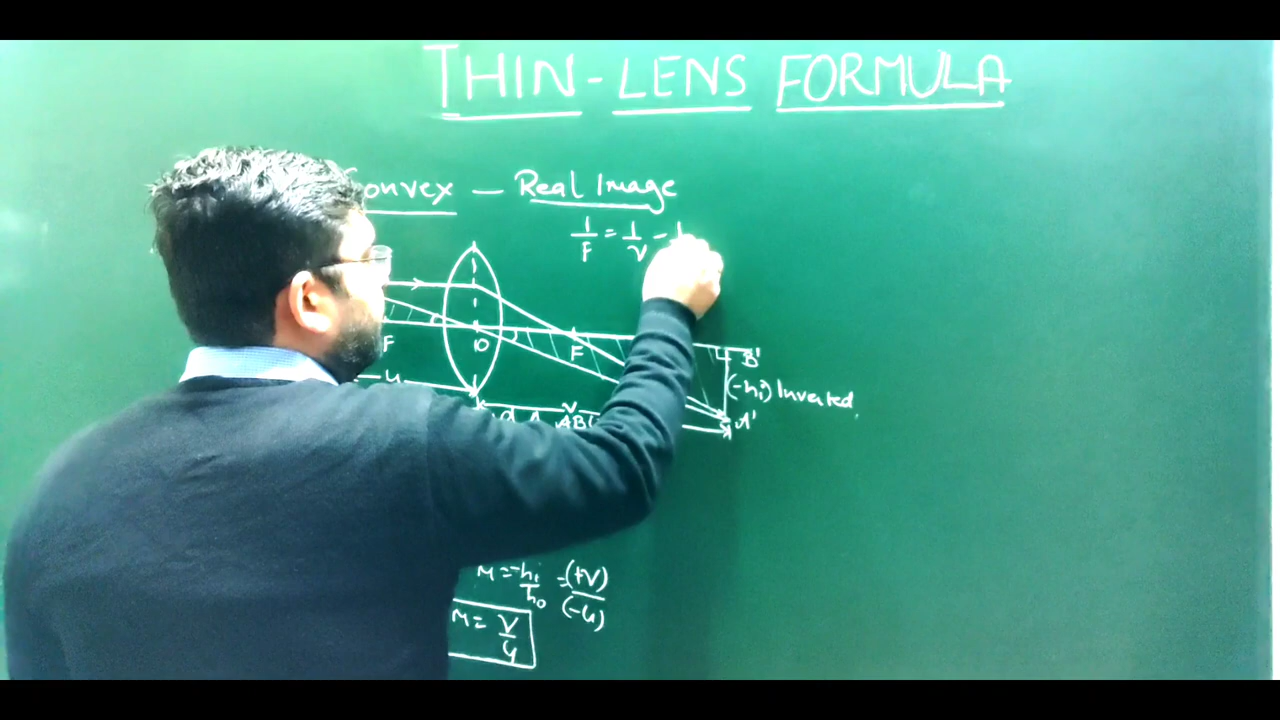 THIN-LENS FORMULA
Convex — Real Image
1/F = 1/v - 1
F O F B'
u (-hi) Inverted
v A'
M = -hi/ho = (+v)/(-u)
M = v/u